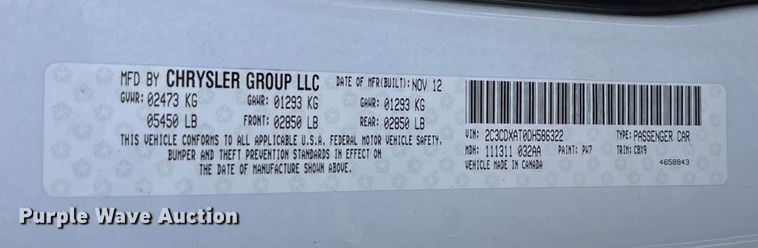 MFD BY CHRYSLER GROUP LLC DATE OF MFR(BUILT): NOV 12
GVWR: 02473 KG GAWR: 01293 KG GAWR: 01293 KG
05450 LB FRONT: 02850 LB REAR: 02850 LB
THIS VEHICLE CONFORMS TO ALL APPLICABLE U.S.A. FEDERAL MOTOR VEHICLE SAFETY,
BUMPER AND THEFT PREVENTION STANDARDS IN EFFECT ON
THE DATE OF MANUFACTURE SHOWN ABOVE.
VIN: 2C3CDXAT0DH586322 TYPE: PASSENGER CAR
MDH: 111311 032AA PAINT: PW7 TRIM: CBX9
VEHICLE MADE IN CANADA 4658843
Purple Wave Auction
Purple Wave Auction